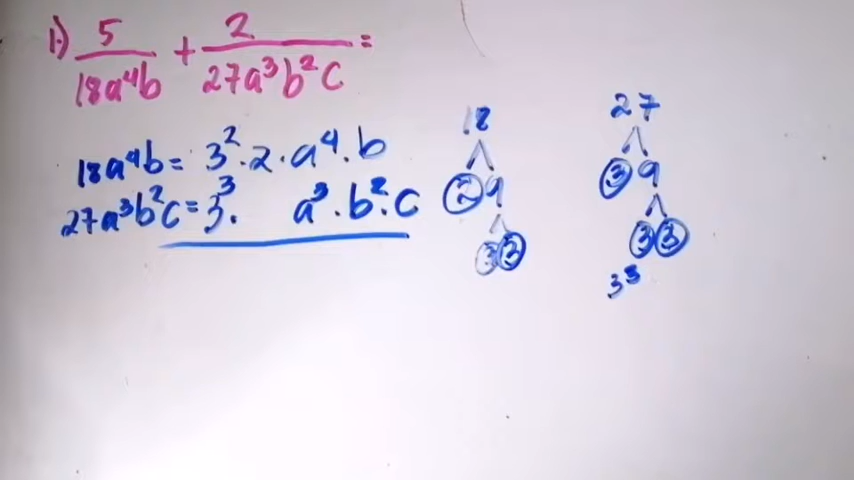 1.) 5/18a⁴b + 2/27a³b²c =
18a⁴b = 3².2.a⁴.b
27a³b²c = 3³. a³.b².c
18
2 9
3 3
27
3 9
3 3
3³